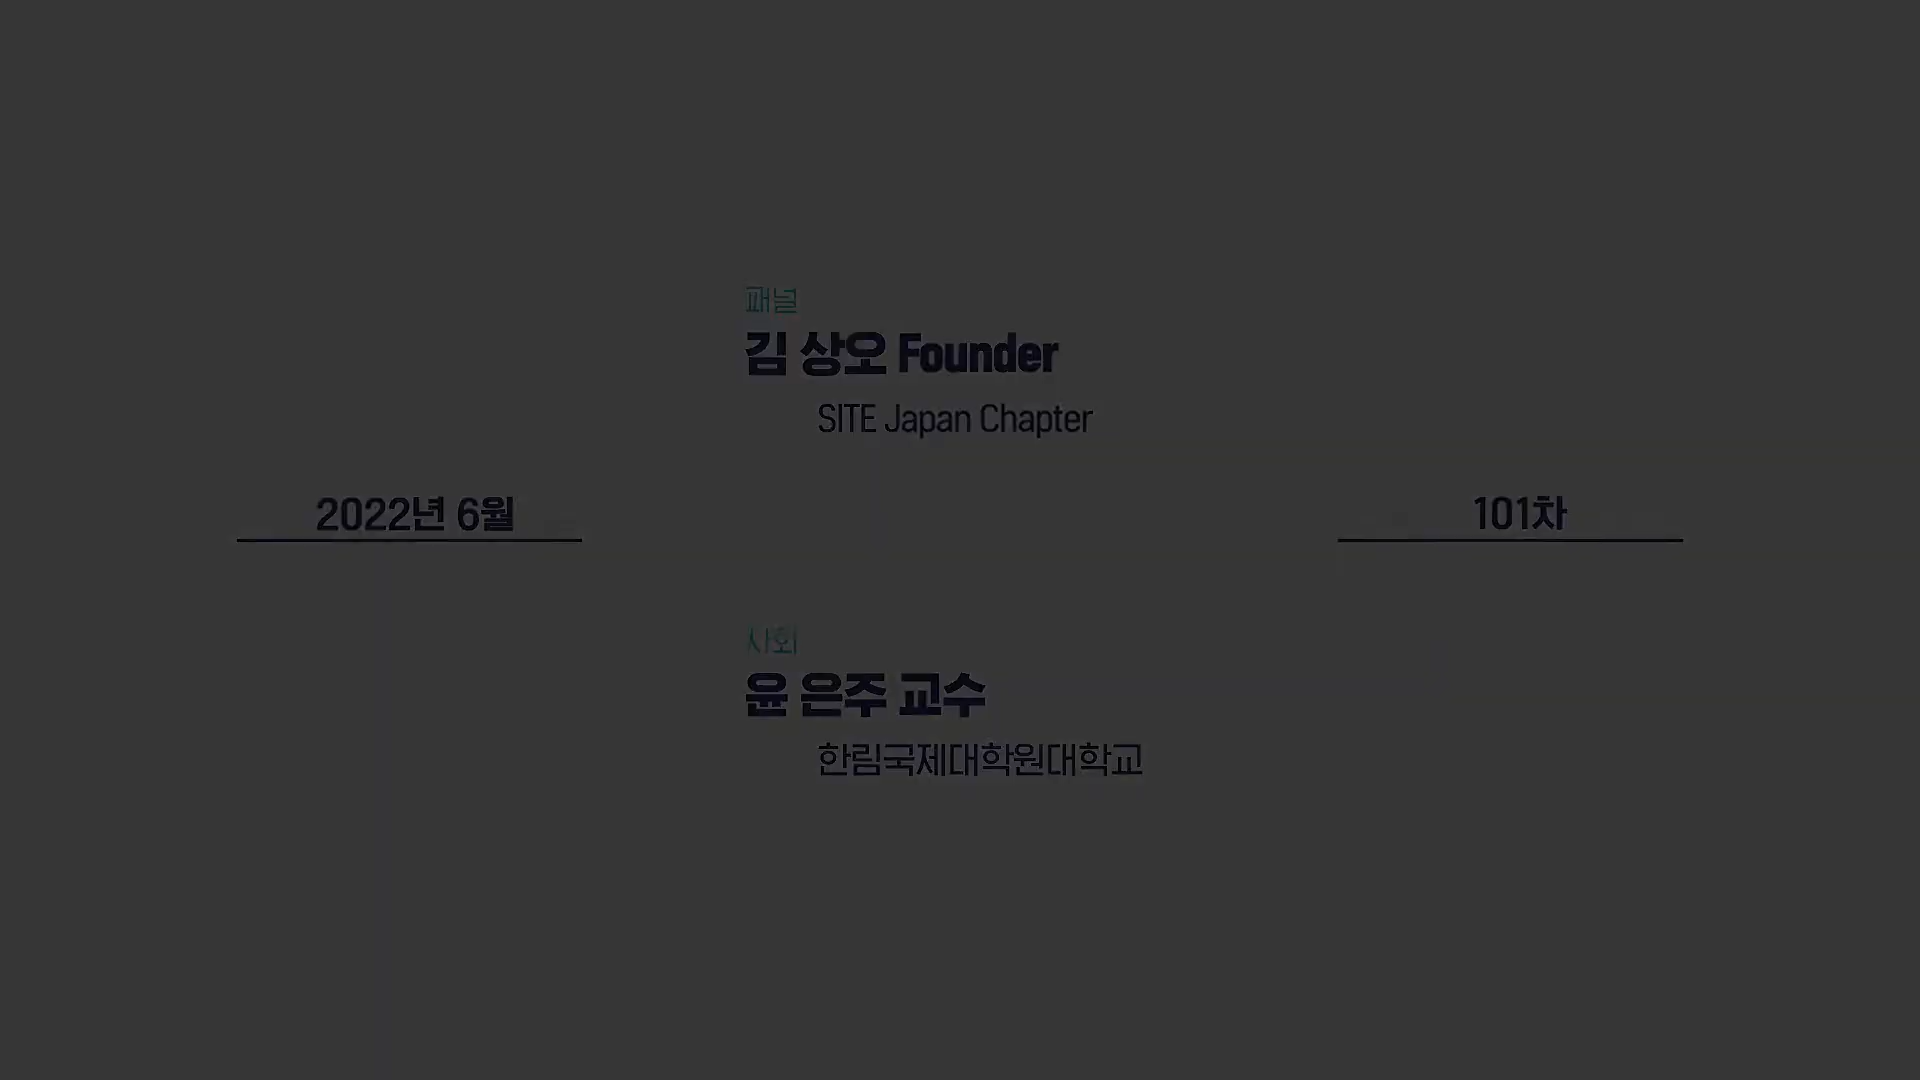 패널
김 상오 Founder
SITE Japan Chapter
2022년 6월
101차
사회
윤 은주 교수
한림국제대학원대학교